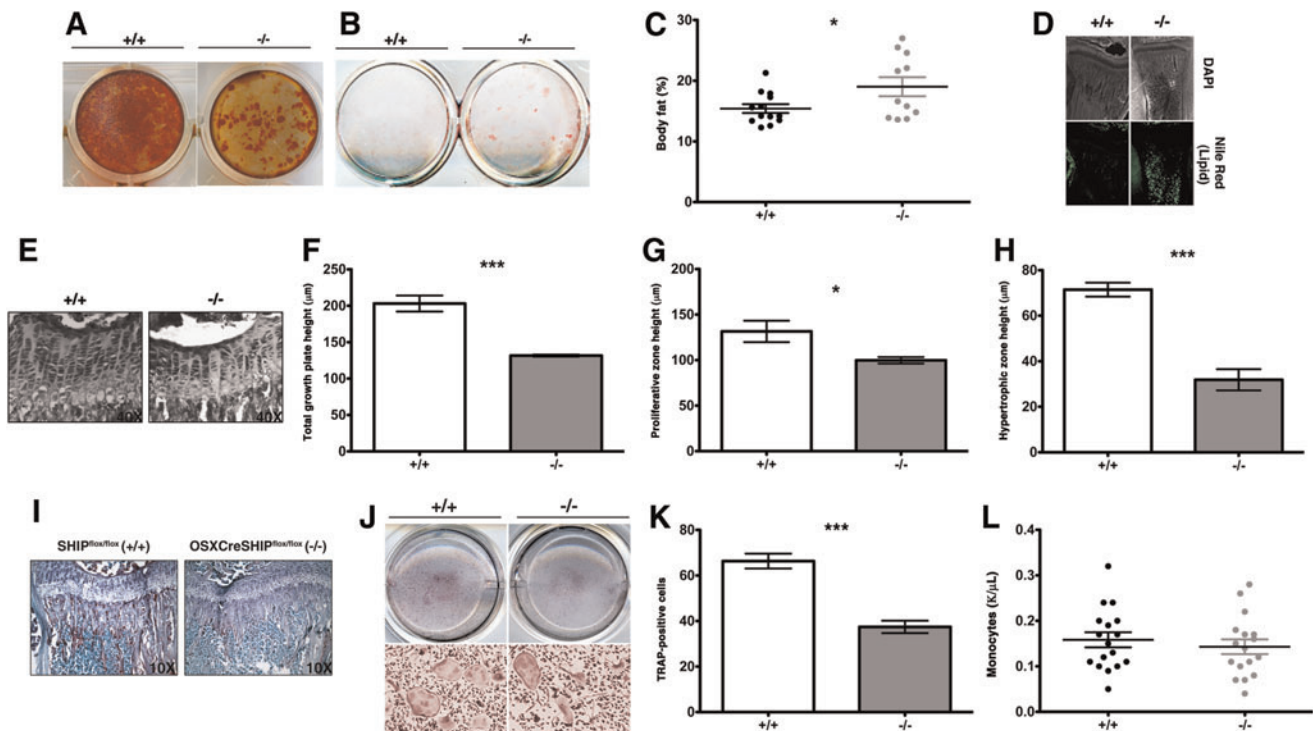 A
+/+
-/-
B
+/+
-/-
C
*
Body fat (%)
30
20
10
0
+/+
-/-
D
+/+
-/-
DAPI
Nile Red
(Lipid)
E
+/+
-/-
40X
40X
F
***
Total growth plate height (μm)
250
200
150
100
50
0
+/+
-/-
G
*
Proliferative zone height (μm)
200
150
100
50
0
+/+
-/-
H
***
Hypertrophic zone height (μm)
80
60
40
20
0
+/+
-/-
I
SHIPflox/flox (+/+)
OSXCreSHIPflox/flox (-/-)
10X
10X
J
+/+
-/-
K
***
TRAP-positive cells
80
60
40
20
0
+/+
-/-
L
Monocytes (K/μL)
0.4
0.3
0.2
0.1
0.0
+/+
-/-